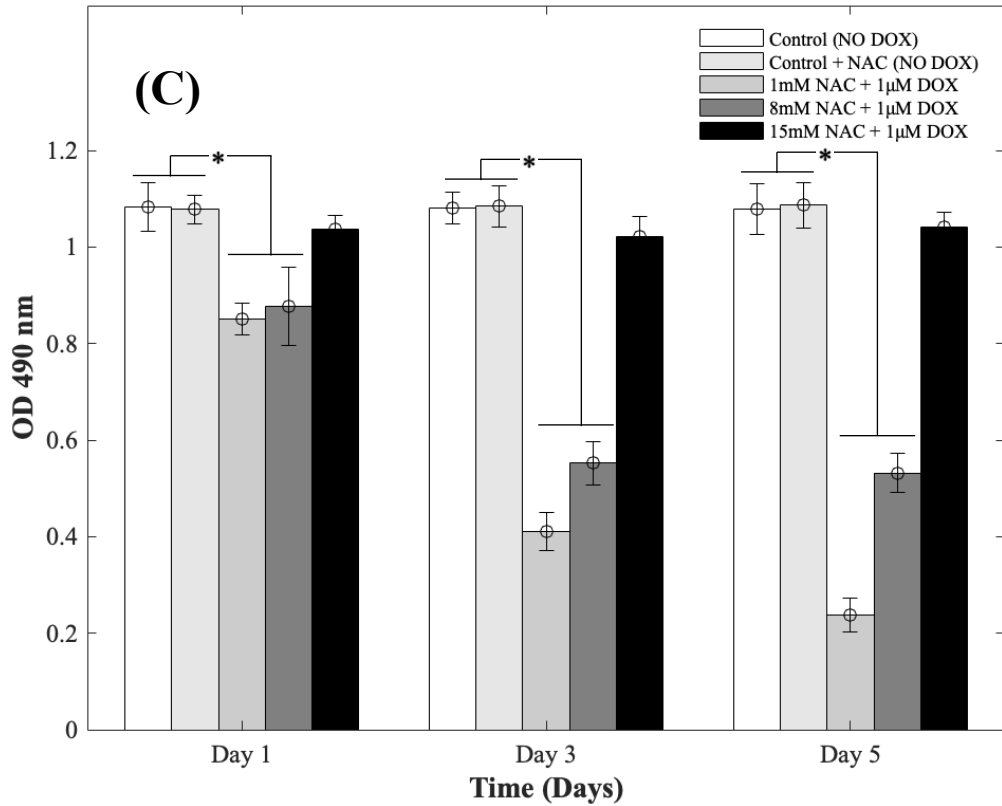 (C)
Control (NO DOX)
Control + NAC (NO DOX)
1mM NAC + 1μM DOX
8mM NAC + 1μM DOX
15mM NAC + 1μM DOX
*
*
*
1.2
1
0.8
0.6
0.4
0.2
0
OD 490 nm
Day 1
Day 3
Day 5
Time (Days)